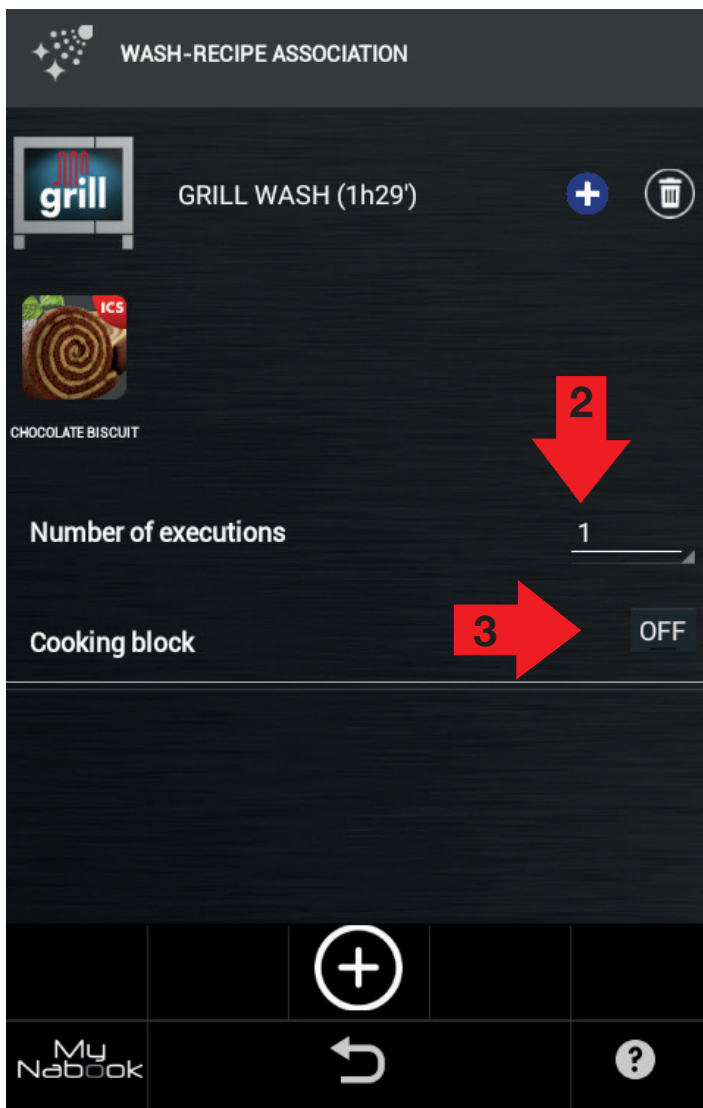 WASH-RECIPE ASSOCIATION
grill
GRILL WASH (1h29')
ICS
CHOCOLATE BISCUIT
2
Number of executions
1
3
Cooking block
OFF
My
Nabook
?